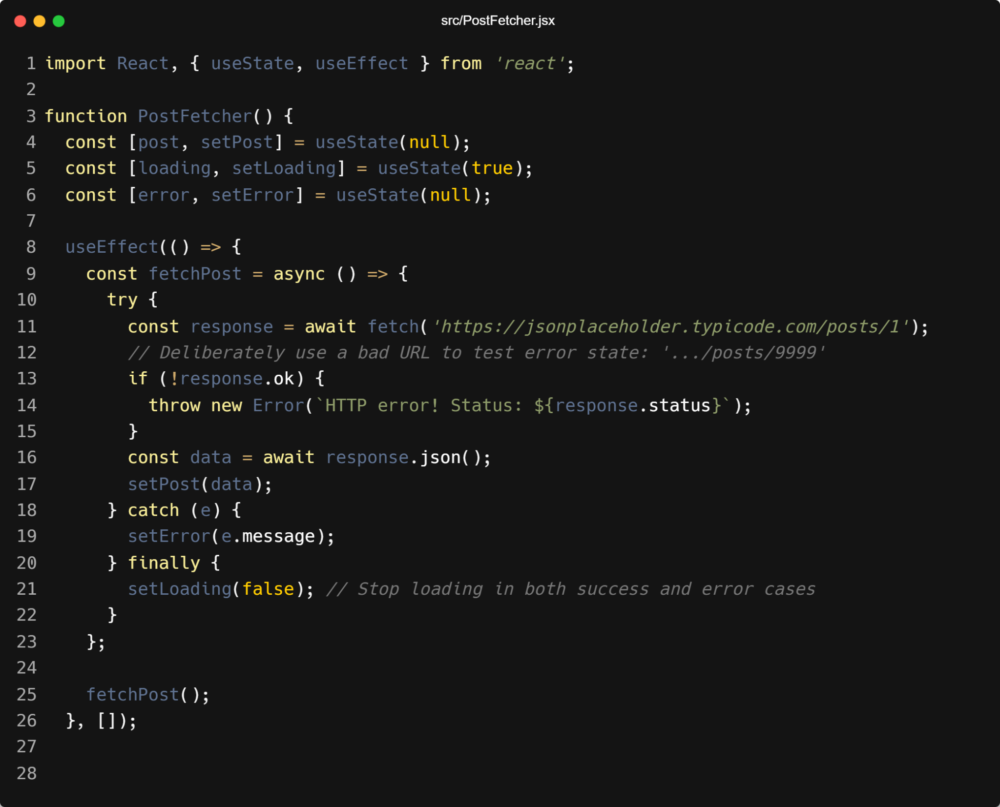 src/PostFetcher.jsx
1 import React, { useState, useEffect } from 'react';
2
3 function PostFetcher() {
4   const [post, setPost] = useState(null);
5   const [loading, setLoading] = useState(true);
6   const [error, setError] = useState(null);
7
8   useEffect(() => {
9     const fetchPost = async () => {
10       try {
11         const response = await fetch('https://jsonplaceholder.typicode.com/posts/1');
12         // Deliberately use a bad URL to test error state: '.../posts/9999'
13         if (!response.ok) {
14           throw new Error(`HTTP error! Status: ${response.status}`);
15         }
16         const data = await response.json();
17         setPost(data);
18       } catch (e) {
19         setError(e.message);
20       } finally {
21         setLoading(false); // Stop loading in both success and error cases
22       }
23     };
24
25     fetchPost();
26   }, []);
27
28